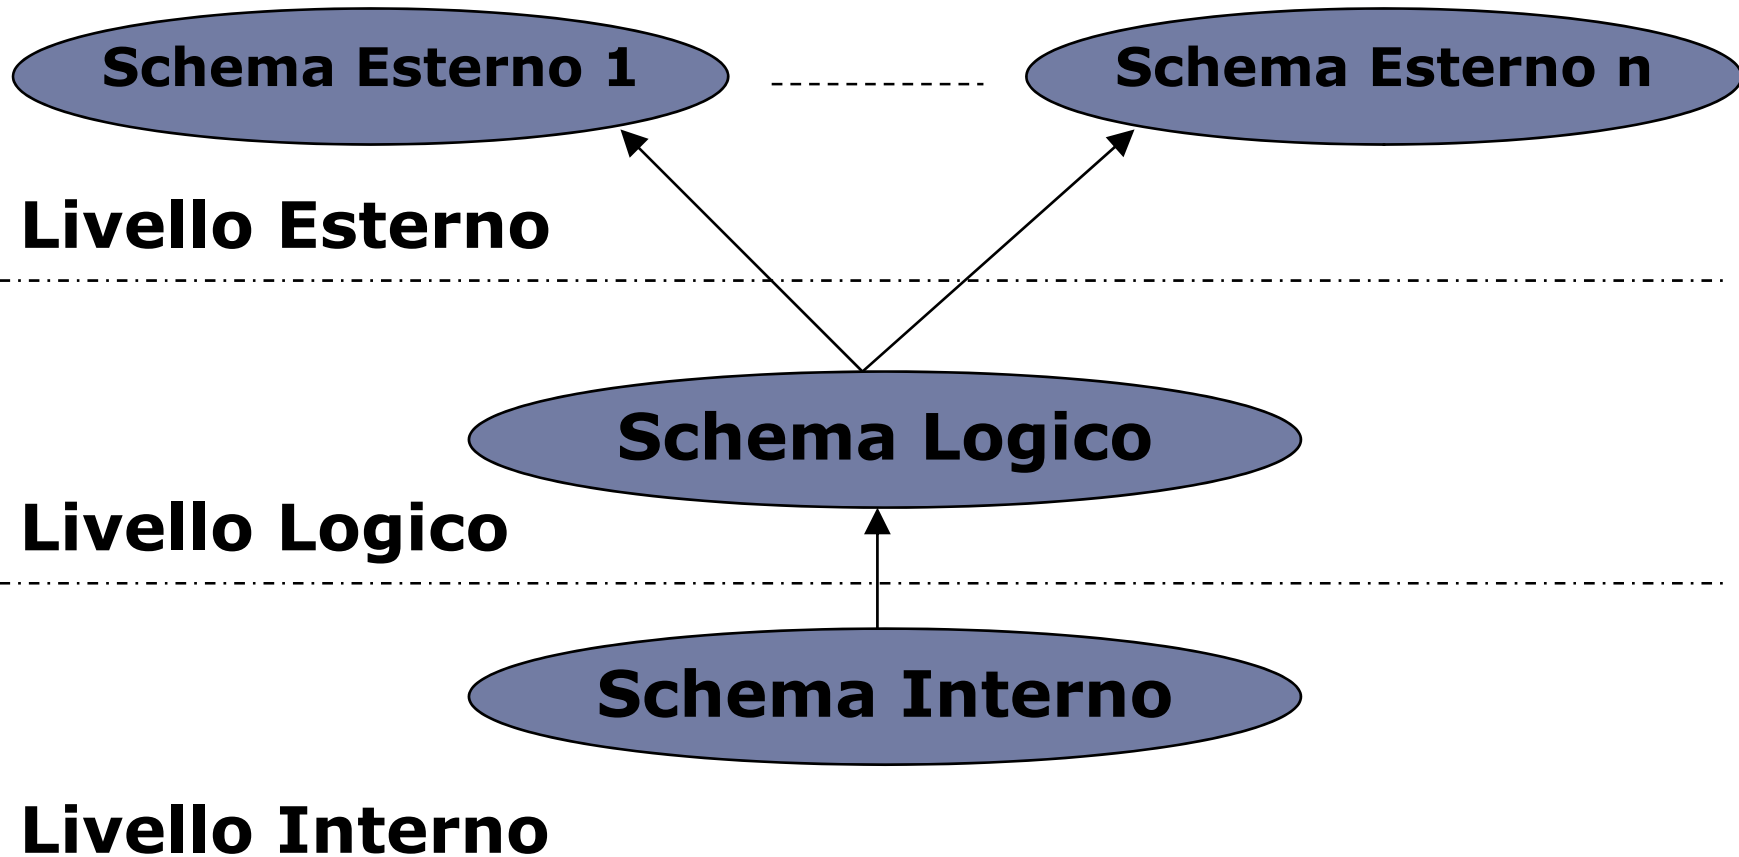 Schema Esterno 1
Schema Esterno n
Livello Esterno
Schema Logico
Livello Logico
Schema Interno
Livello Interno